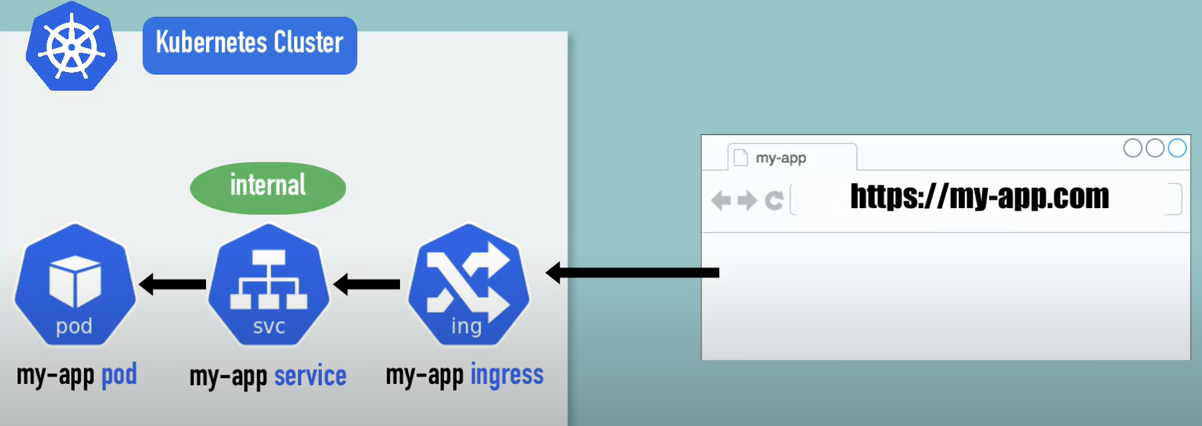 Kubernetes Cluster
my-app
https://my-app.com
internal
pod
svc
ing
my-app pod
my-app service
my-app ingress